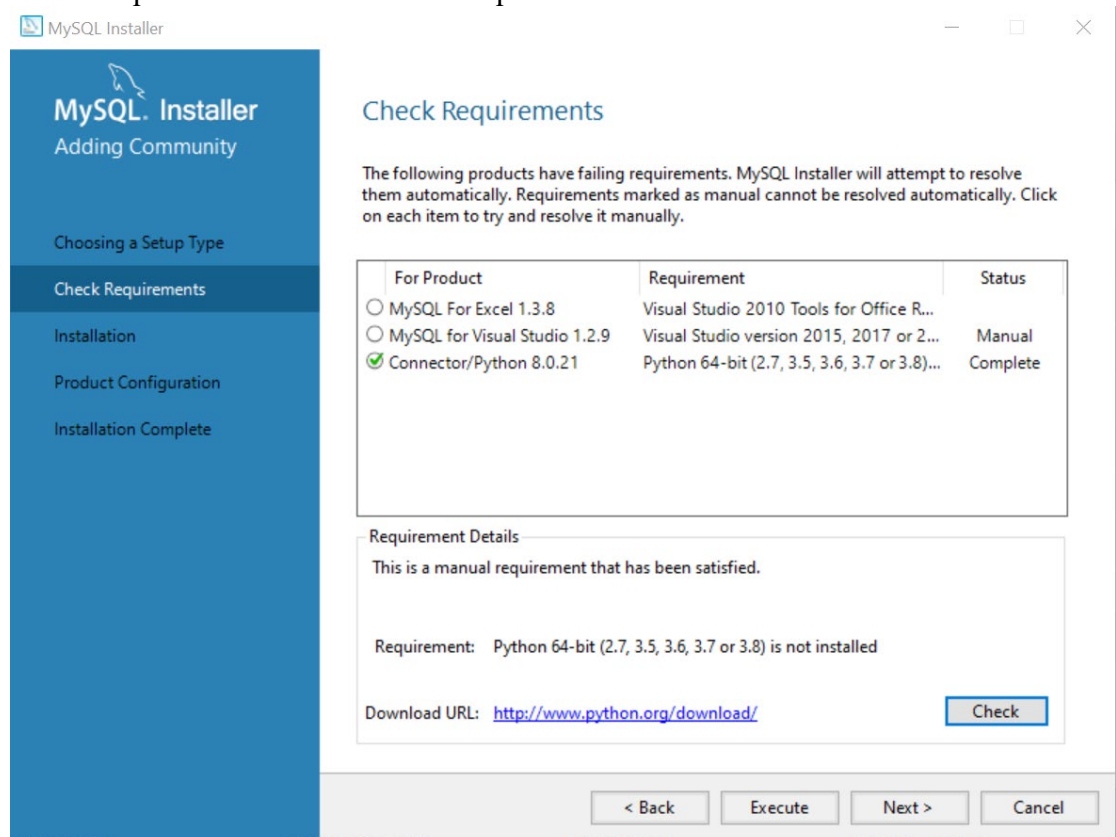 MySQL Installer
MySQL. Installer
Adding Community
Choosing a Setup Type
Check Requirements
Installation
Product Configuration
Installation Complete
Check Requirements
The following products have failing requirements. MySQL Installer will attempt to resolve
them automatically. Requirements marked as manual cannot be resolved automatically. Click
on each item to try and resolve it manually.
For Product Requirement Status
MySQL For Excel 1.3.8 Visual Studio 2010 Tools for Office R...
MySQL for Visual Studio 1.2.9 Visual Studio version 2015, 2017 or 2... Manual
Connector/Python 8.0.21 Python 64-bit (2.7, 3.5, 3.6, 3.7 or 3.8)... Complete
Requirement Details
This is a manual requirement that has been satisfied.
Requirement: Python 64-bit (2.7, 3.5, 3.6, 3.7 or 3.8) is not installed
Download URL: http://www.python.org/download/ Check
< Back Execute Next > Cancel